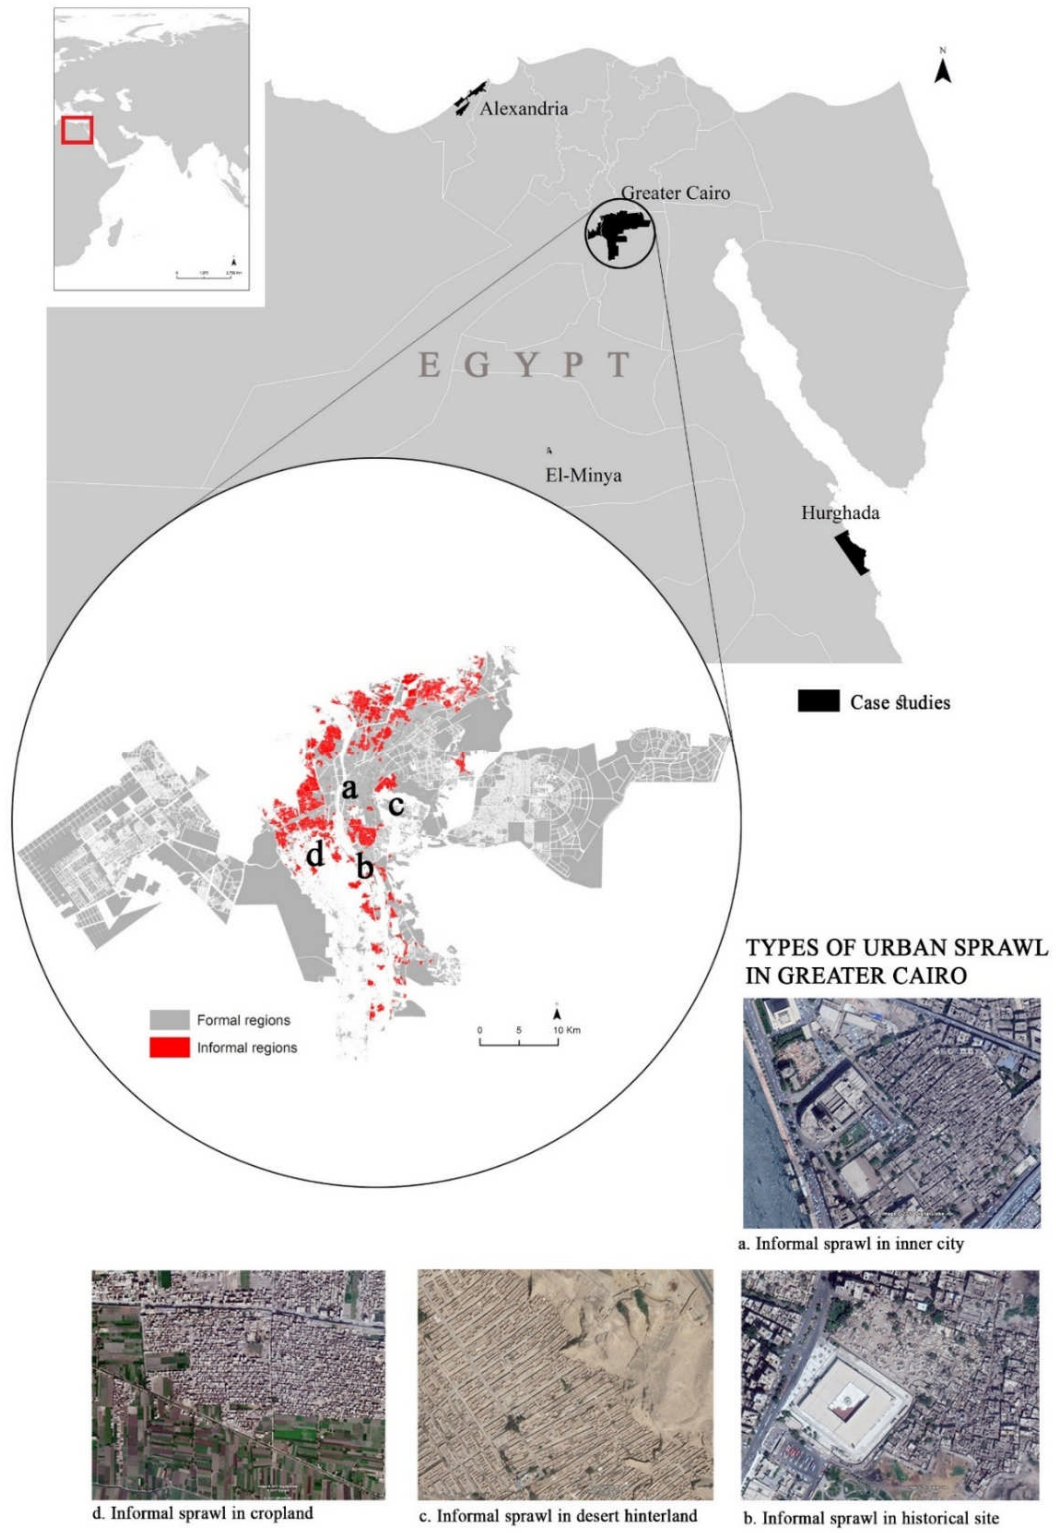 N
Alexandria
Greater Cairo
EGYPT
El-Minya
Hurghada
Case studies
a
c
d
b
Formal regions
Informal regions
0 5 10 Km
TYPES OF URBAN SPRAWL
IN GREATER CAIRO
a. Informal sprawl in inner city
d. Informal sprawl in cropland
c. Informal sprawl in desert hinterland
b. Informal sprawl in historical site